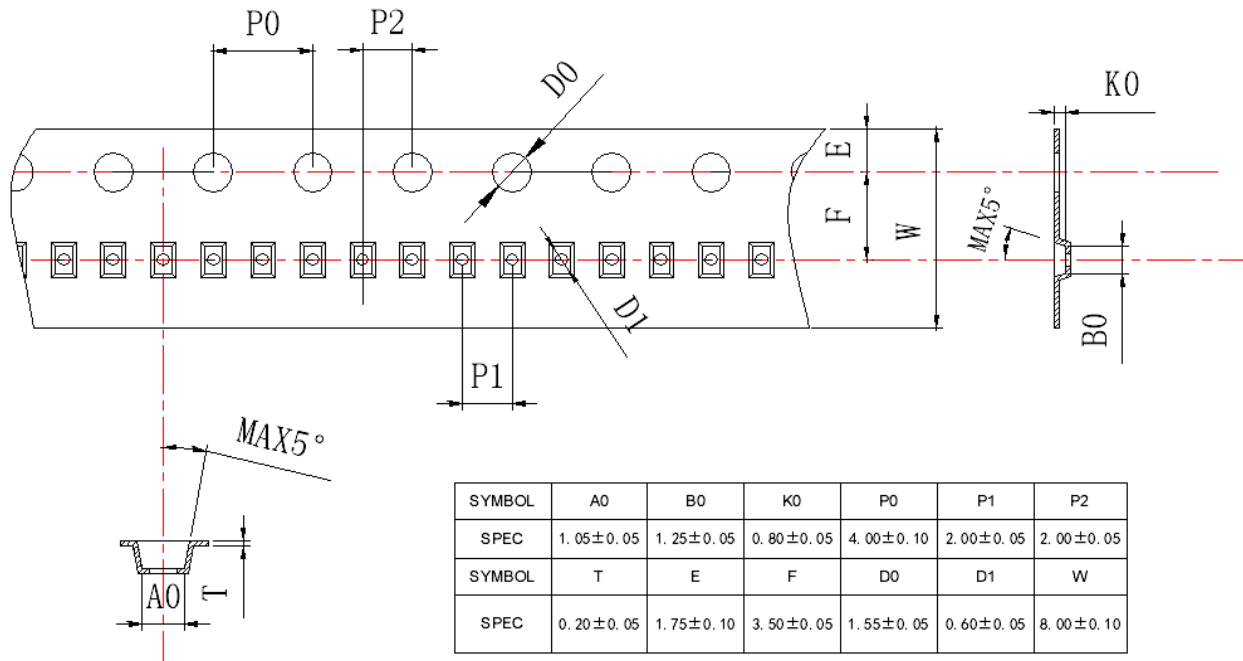 P0
P2
D0
K0
E
F
W
MAX5°
B0
D1
P1
MAX5°
A0
T
SYMBOL A0 B0 K0 P0 P1 P2
SPEC 1.05±0.05 1.25±0.05 0.80±0.05 4.00±0.10 2.00±0.05 2.00±0.05
SYMBOL T E F D0 D1 W
SPEC 0.20±0.05 1.75±0.10 3.50±0.05 1.55±0.05 0.60±0.05 8.00±0.10